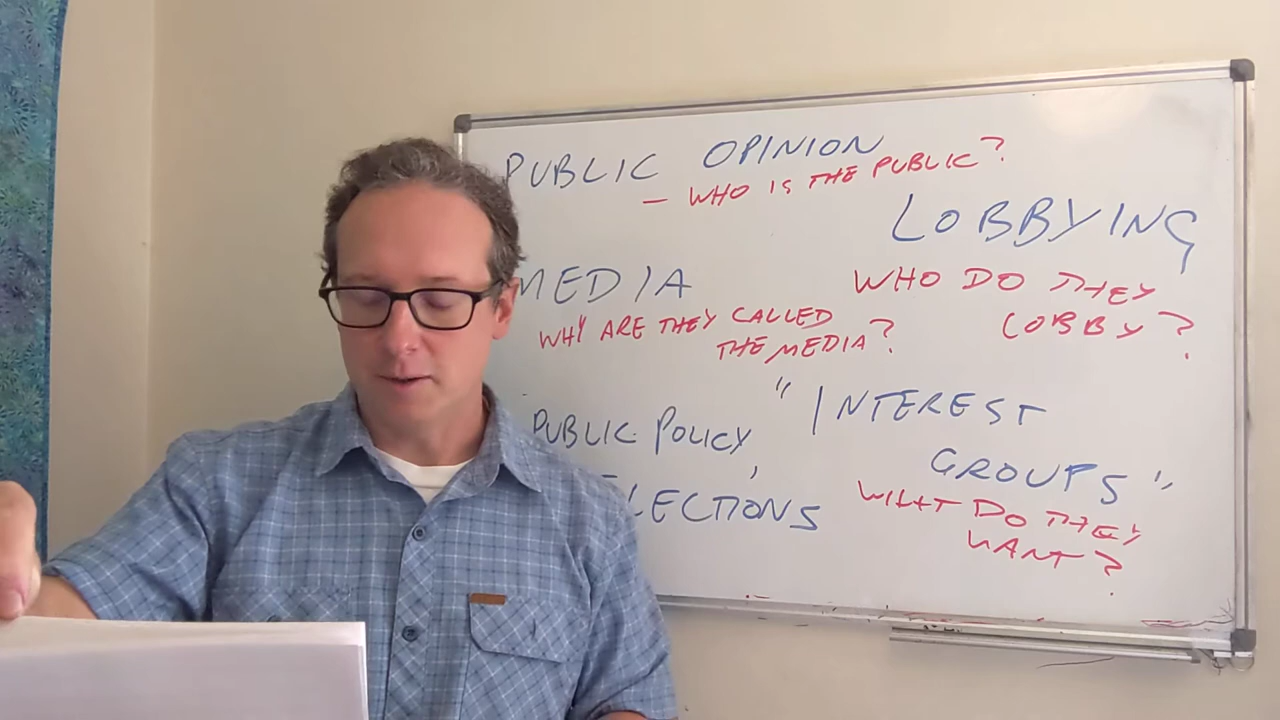 PUBLIC OPINION
— WHO IS THE PUBLIC?
LOBBYING
WHO DO THEY
LOBBY?
MEDIA
WHY ARE THEY CALLED
THE MEDIA?
" INTEREST
GROUPS "
WHAT DO THEY
WANT?
PUBLIC POLICY
ELECTIONS